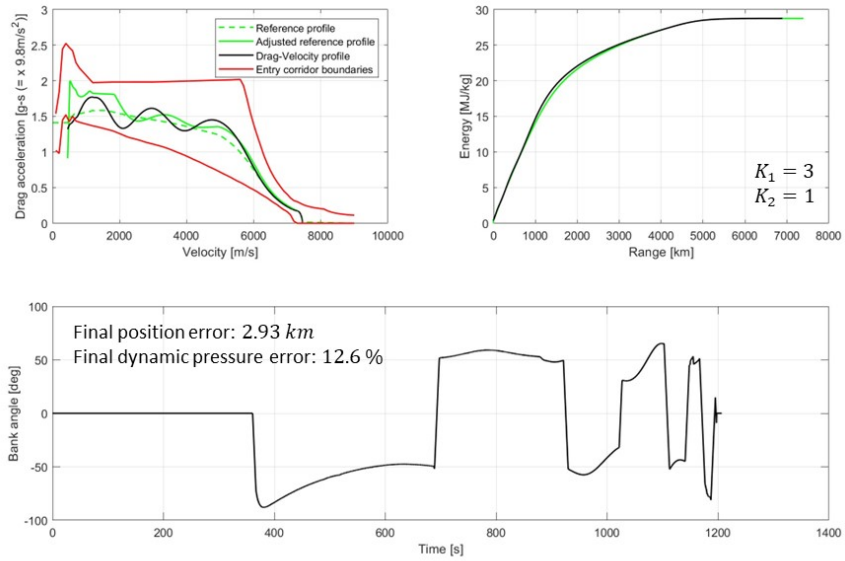 Drag acceleration [g-s (= x 9.8m/s²)]
3
2.5
2
1.5
1
0.5
0
Reference profile
Adjusted reference profile
Drag-Velocity profile
Entry corridor boundaries
0 2000 4000 6000 8000 10000
Velocity [m/s]
Energy [MJ/kg]
30
25
20
15
10
5
0
K₁ = 3
K₂ = 1
0 1000 2000 3000 4000 5000 6000 7000 8000
Range [km]
Bank angle [deg]
100
50
0
-50
-100
Final position error: 2.93 km
Final dynamic pressure error: 12.6 %
0 200 400 600 800 1000 1200 1400
Time [s]